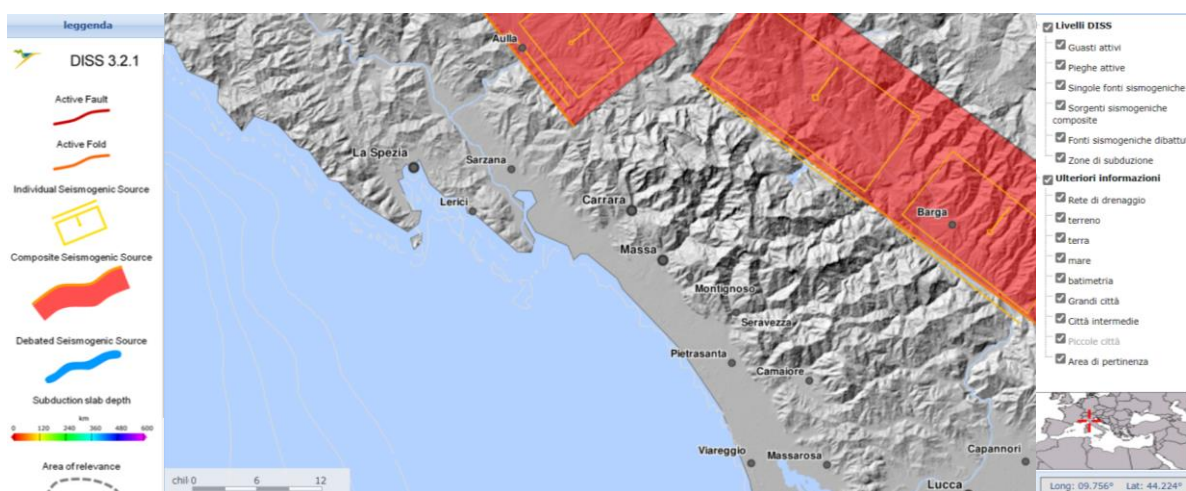 leggenda
DISS 3.2.1
Active Fault
Active Fold
Individual Seismogenic Source
Composite Seismogenic Source
Debated Seismogenic Source
Subduction slab depth
km
0 120 240 360 480 600
Area of relevance
Aulla
La Spezia
Sarzana
Lerici
Carrara
Barga
Massa
Montignoso
Seravezza
Pietrasanta
Camaiore
Viareggio
Massarosa
Capannori
Lucca
chil 0 6 12
Livelli DISS
Guasti attivi
Pieghe attive
Singole fonti sismogeniche
Sorgenti sismogeniche
composite
Fonti sismogeniche dibattu
Zone di subduzione
Ulteriori informazioni
Rete di drenaggio
terreno
terra
mare
batimetria
Grandi città
Città intermedie
Piccole città
Area di pertinenza
Long: 09.756° Lat: 44.224°